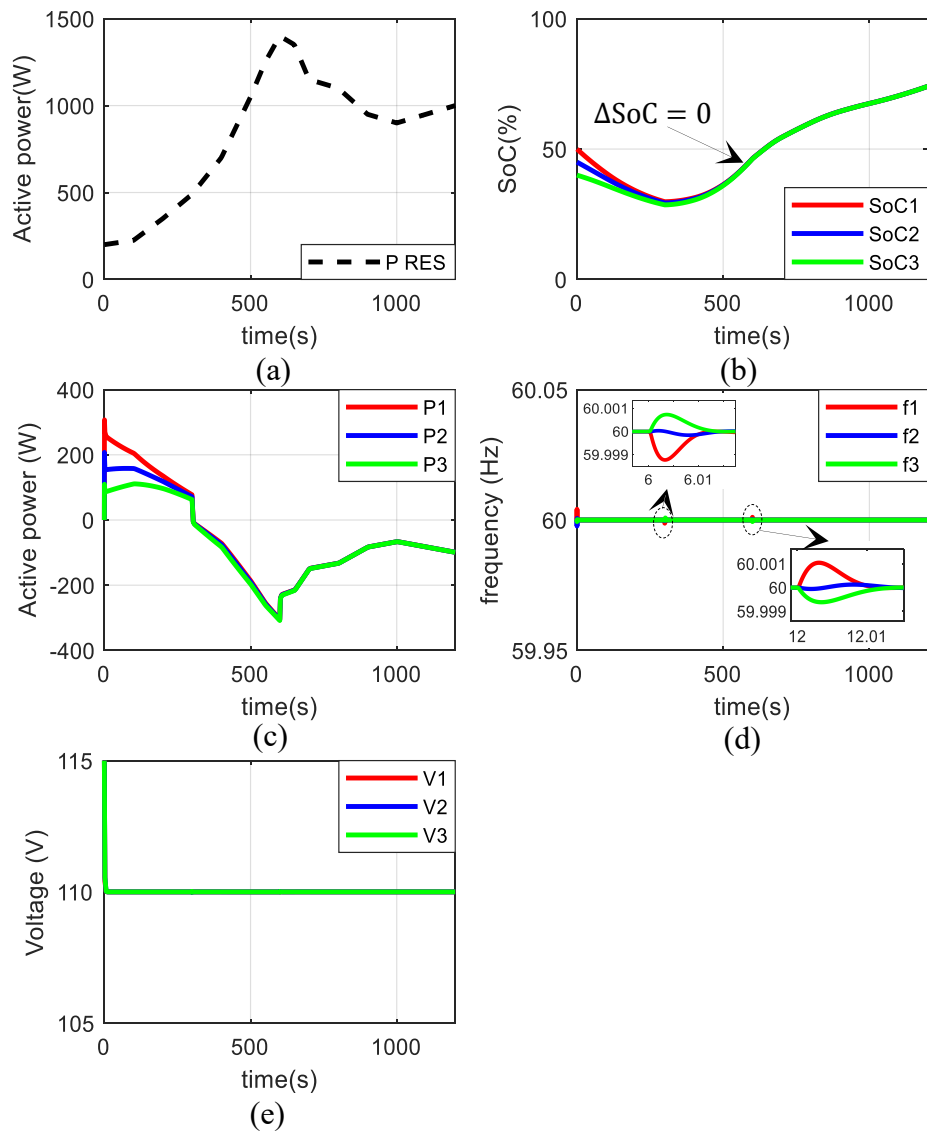 1500
1000
500
0
Active power(W)
P RES
0
500
1000
time(s)
(a)
100
50
0
SoC(%)
ΔSoC = 0
SoC1
SoC2
SoC3
0
500
1000
time(s)
(b)
400
200
0
-200
-400
Active power (W)
P1
P2
P3
0
500
1000
time(s)
(c)
60.05
60
59.95
frequency (Hz)
60.001
60
59.999
6
6.01
f1
f2
f3
60.001
60
59.999
12
12.01
0
500
1000
time(s)
(d)
115
110
105
Voltage (V)
V1
V2
V3
0
500
1000
time(s)
(e)